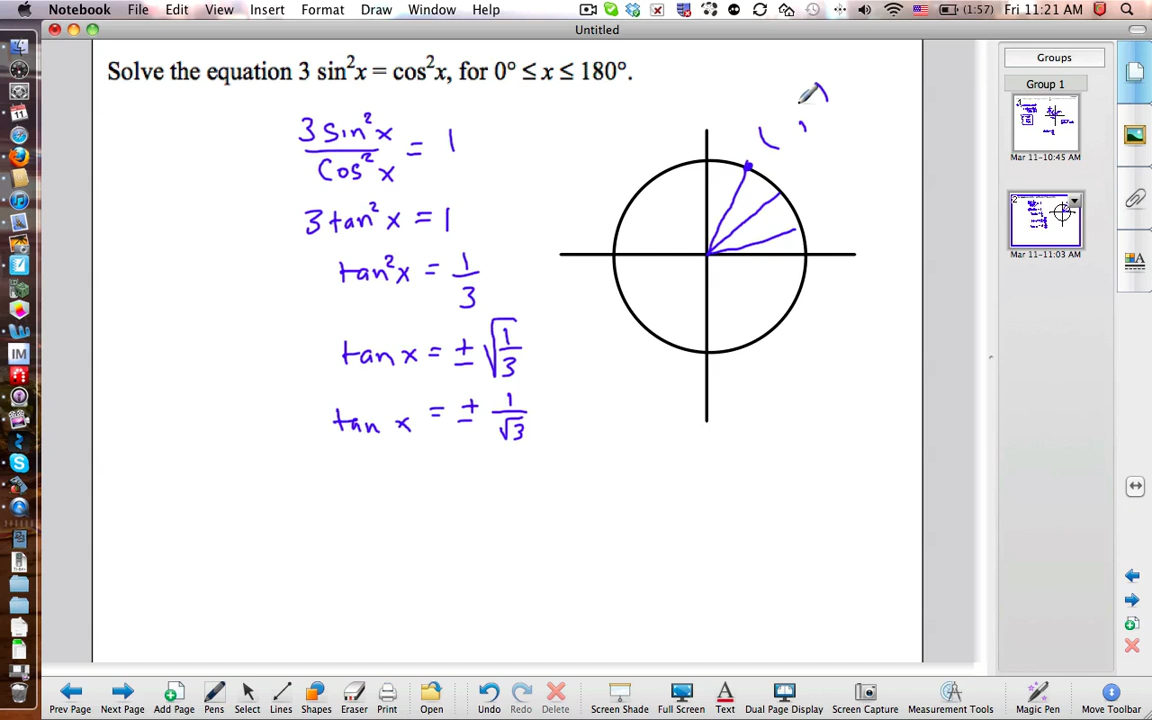 Notebook File Edit View Insert Format Draw Window Help (1:57) Fri 11:21 AM
Untitled
Solve the equation 3 sin²x = cos²x, for 0° ≤ x ≤ 180°.
3 sin²x / cos²x = 1
3 tan²x = 1
tan²x = 1/3
tan x = ± √(1/3)
tan x = ± 1/√3
( , )
Groups
Group 1
Mar 11-10:45 AM
2
Mar 11-11:03 AM
11
IM
Prev Page Next Page Add Page Pens Select Lines Shapes Eraser Print Open Undo Redo Delete Screen Shade Full Screen Text Dual Page Display Screen Capture Measurement Tools Magic Pen Move Toolbar